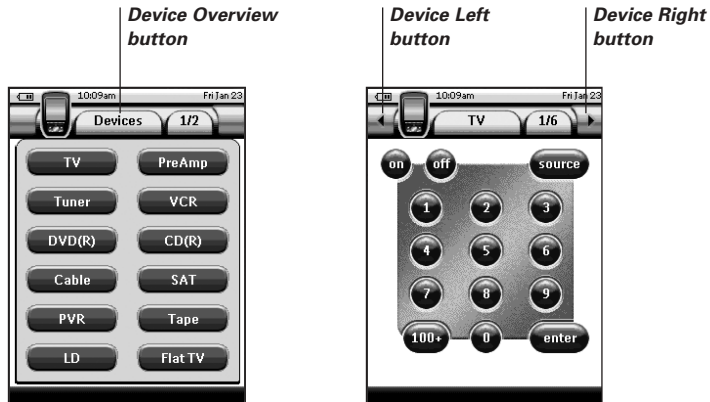 Device Overview
button
10:09am Fri Jan 23
Devices 1/2
TV PreAmp
Tuner VCR
DVD(R) CD(R)
Cable SAT
PVR Tape
LD Flat TV
Device Left
button
Device Right
button
10:09am Fri Jan 23
TV 1/6
on off source
1 2 3
4 5 6
7 8 9
100+ 0 enter